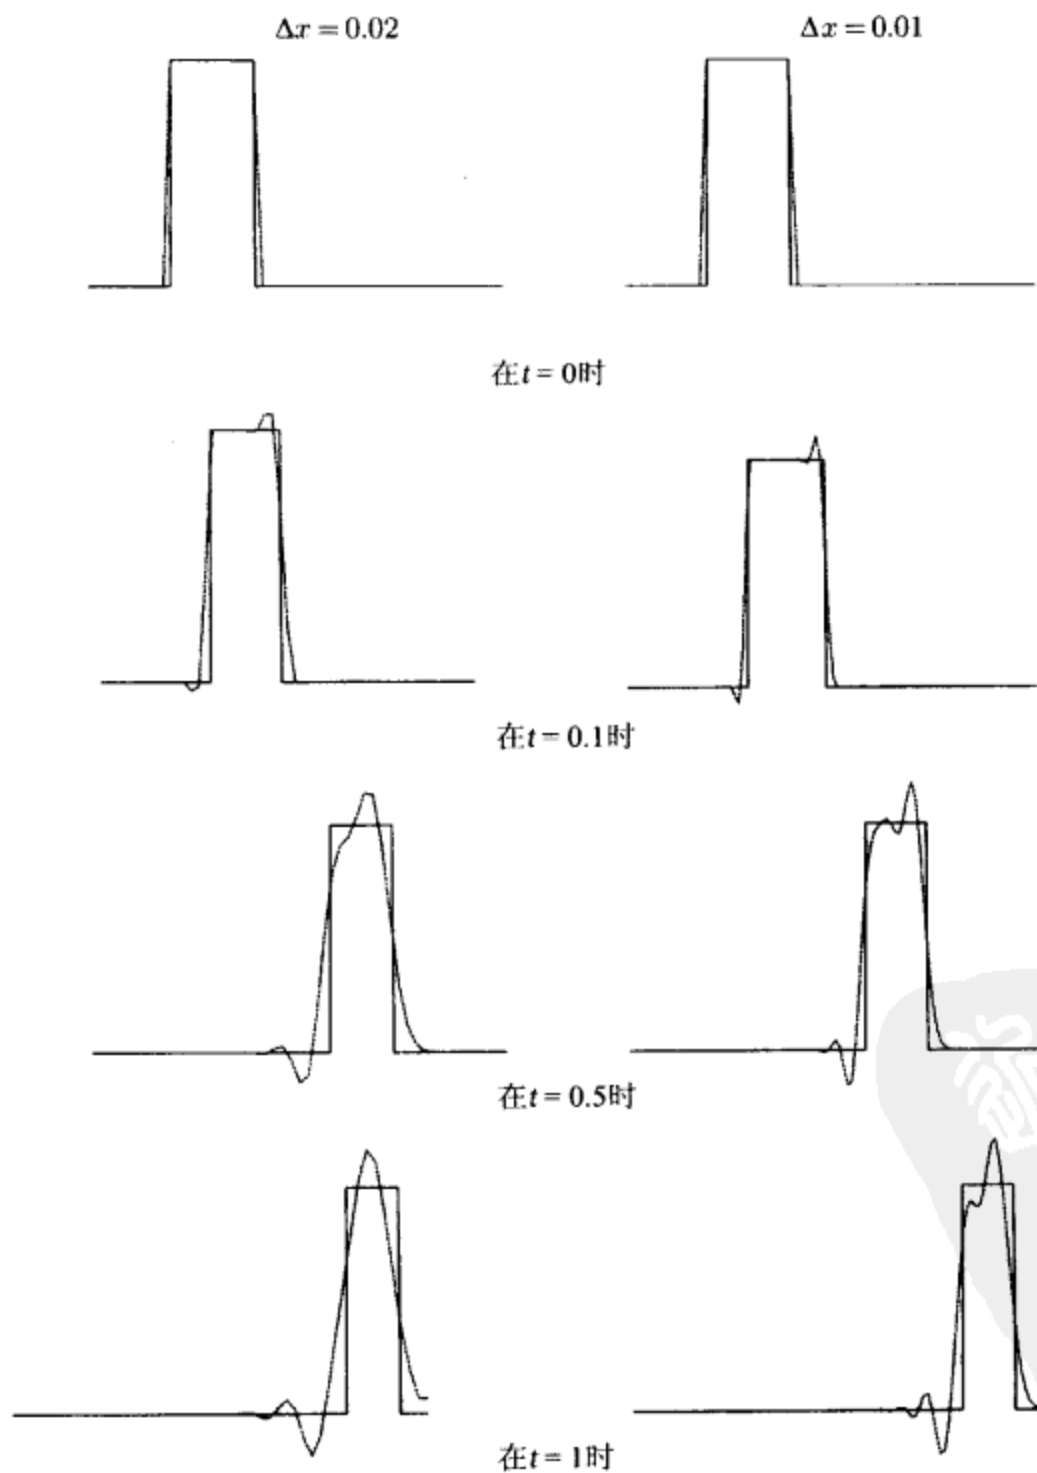 Δx = 0.02
Δx = 0.01
在t = 0时
在t = 0.1时
在t = 0.5时
在t = 1时